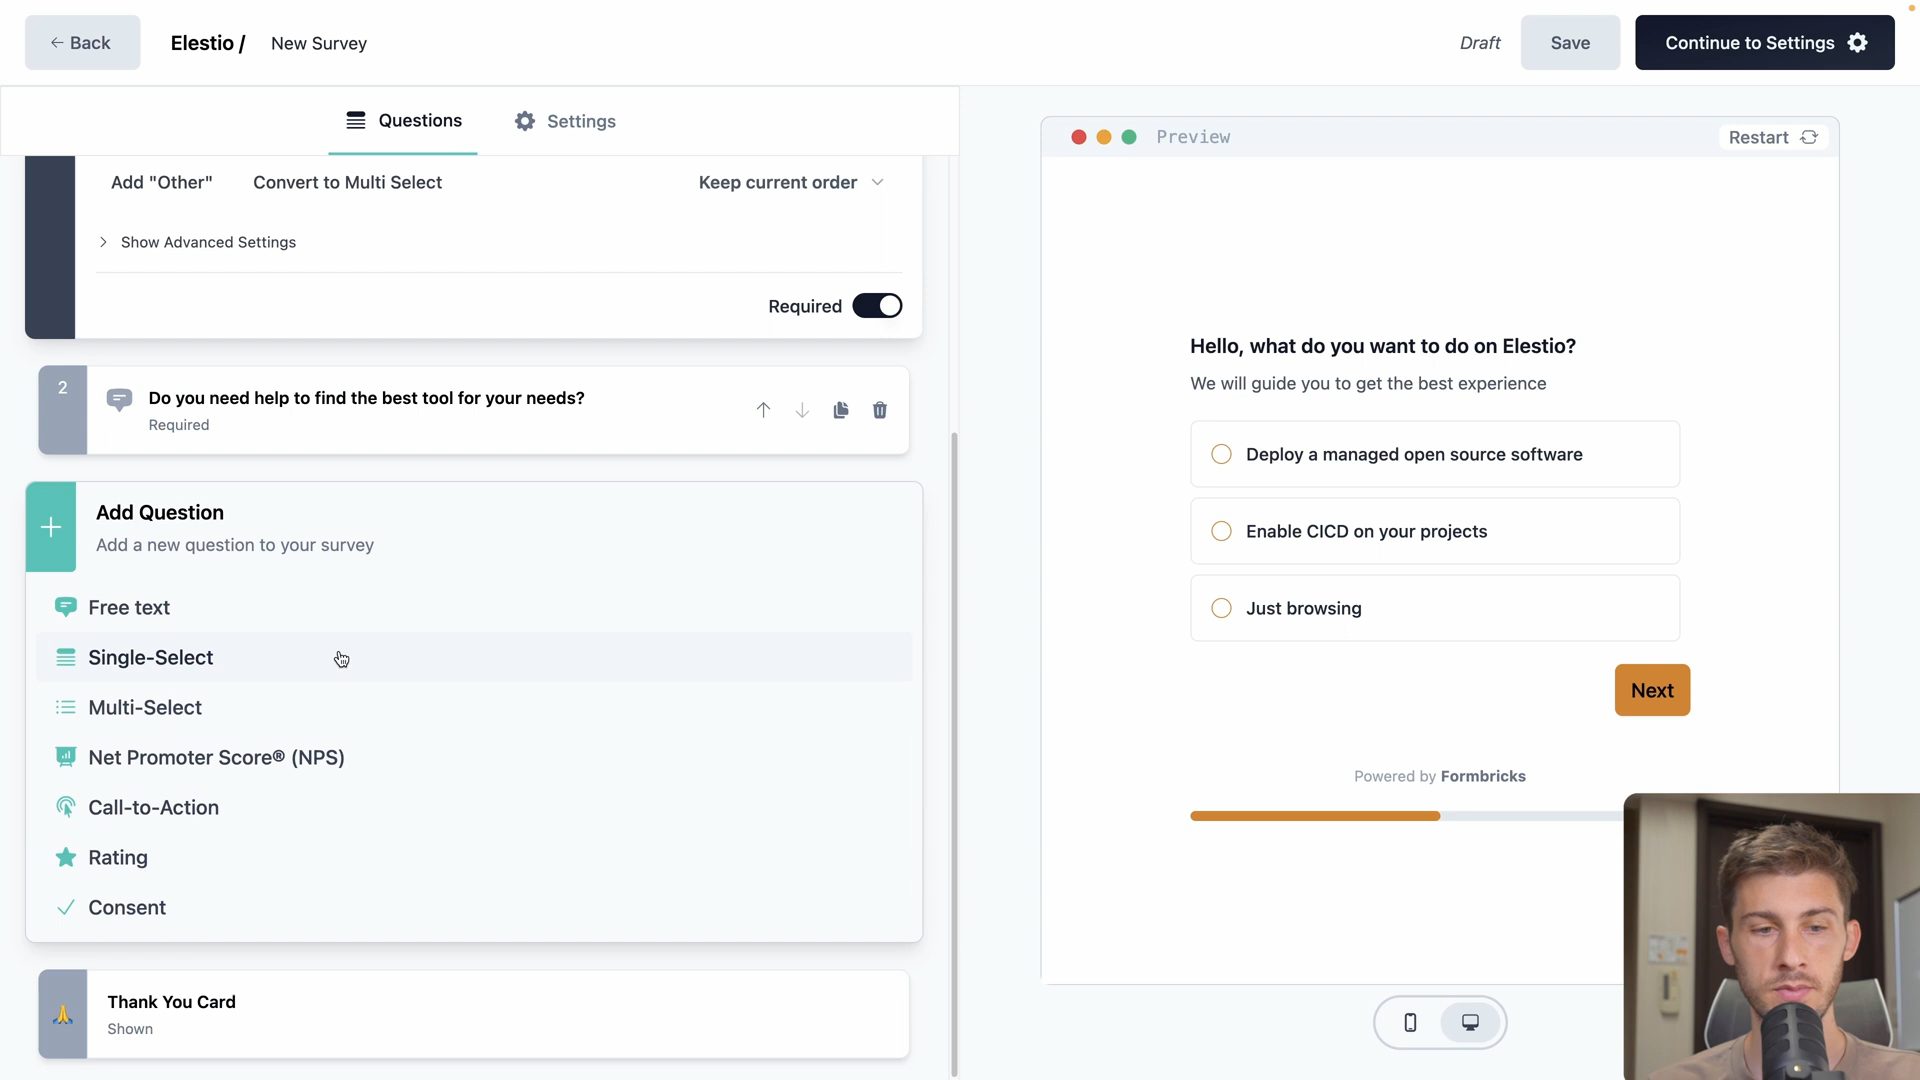 ← Back
Elestio /
New Survey
Draft
Save
Continue to Settings
Questions
Settings
Add "Other"
Convert to Multi Select
Keep current order
Show Advanced Settings
Required
2
Do you need help to find the best tool for your needs?
Required
Add Question
Add a new question to your survey
Free text
Single-Select
Multi-Select
Net Promoter Score® (NPS)
Call-to-Action
Rating
Consent
Thank You Card
Shown
Preview
Restart
Hello, what do you want to do on Elestio?
We will guide you to get the best experience
Deploy a managed open source software
Enable CICD on your projects
Just browsing
Next
Powered by Formbricks